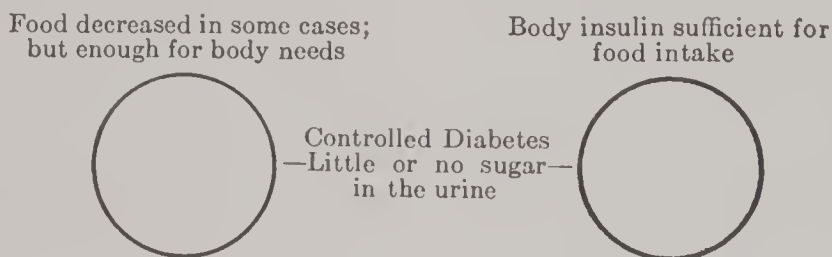 Food decreased in some cases;
but enough for body needs
Body insulin sufficient for
food intake
Controlled Diabetes
—Little or no sugar—
in the urine